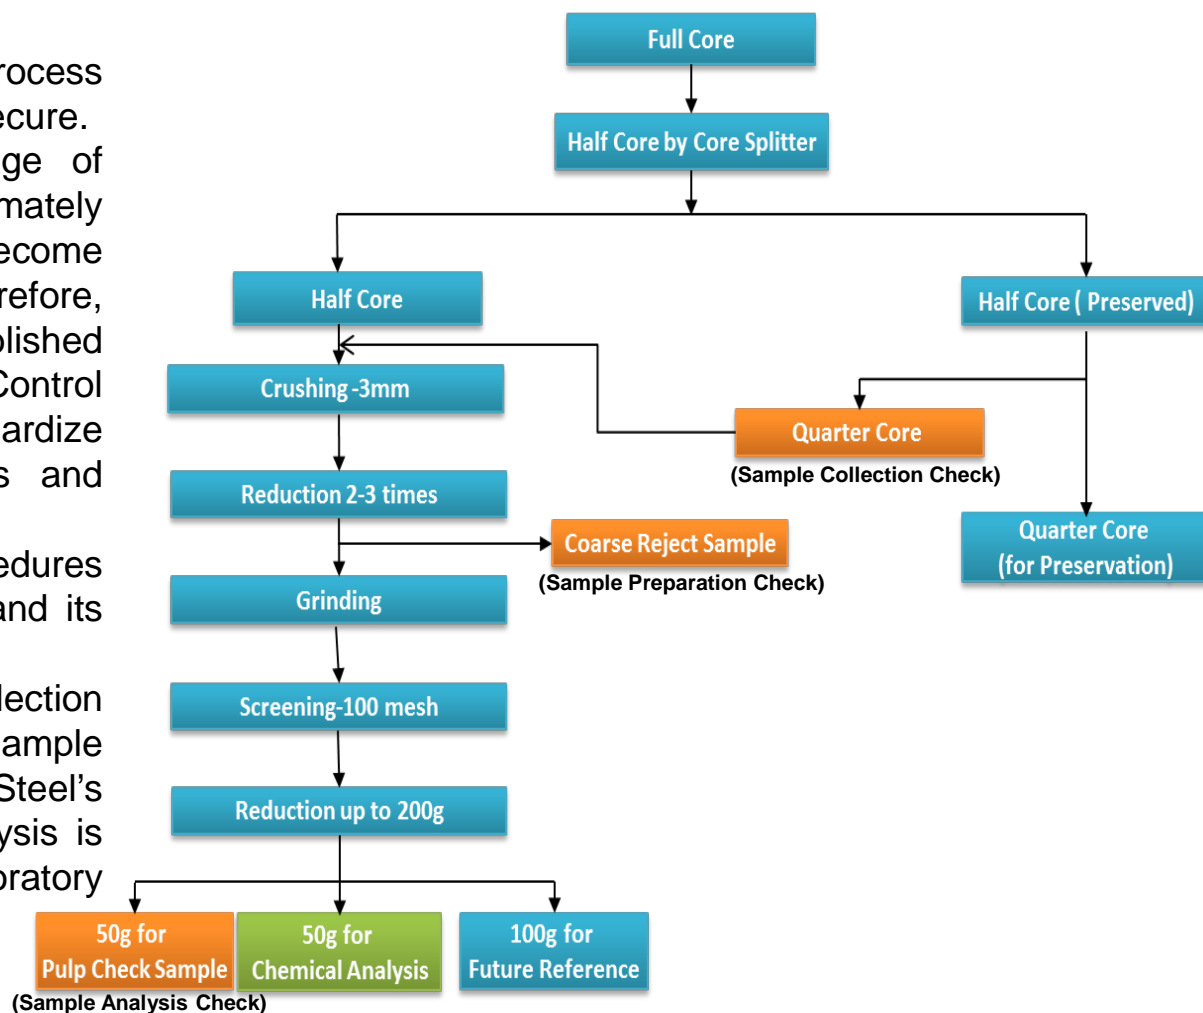 rocess
ecure.
ge of
mately
ecome
refore,
olished
Control
ardize
s and
edures
and its
lection
ample
Steel’s
ysis is
oratory
Full Core
Half Core by Core Splitter
Half Core
Half Core ( Preserved)
Crushing -3mm
Quarter Core
(Sample Collection Check)
Reduction 2-3 times
Coarse Reject Sample
(Sample Preparation Check)
Quarter Core
(for Preservation)
Grinding
Screening-100 mesh
Reduction up to 200g
50g for
Pulp Check Sample
(Sample Analysis Check)
50g for
Chemical Analysis
100g for
Future Reference